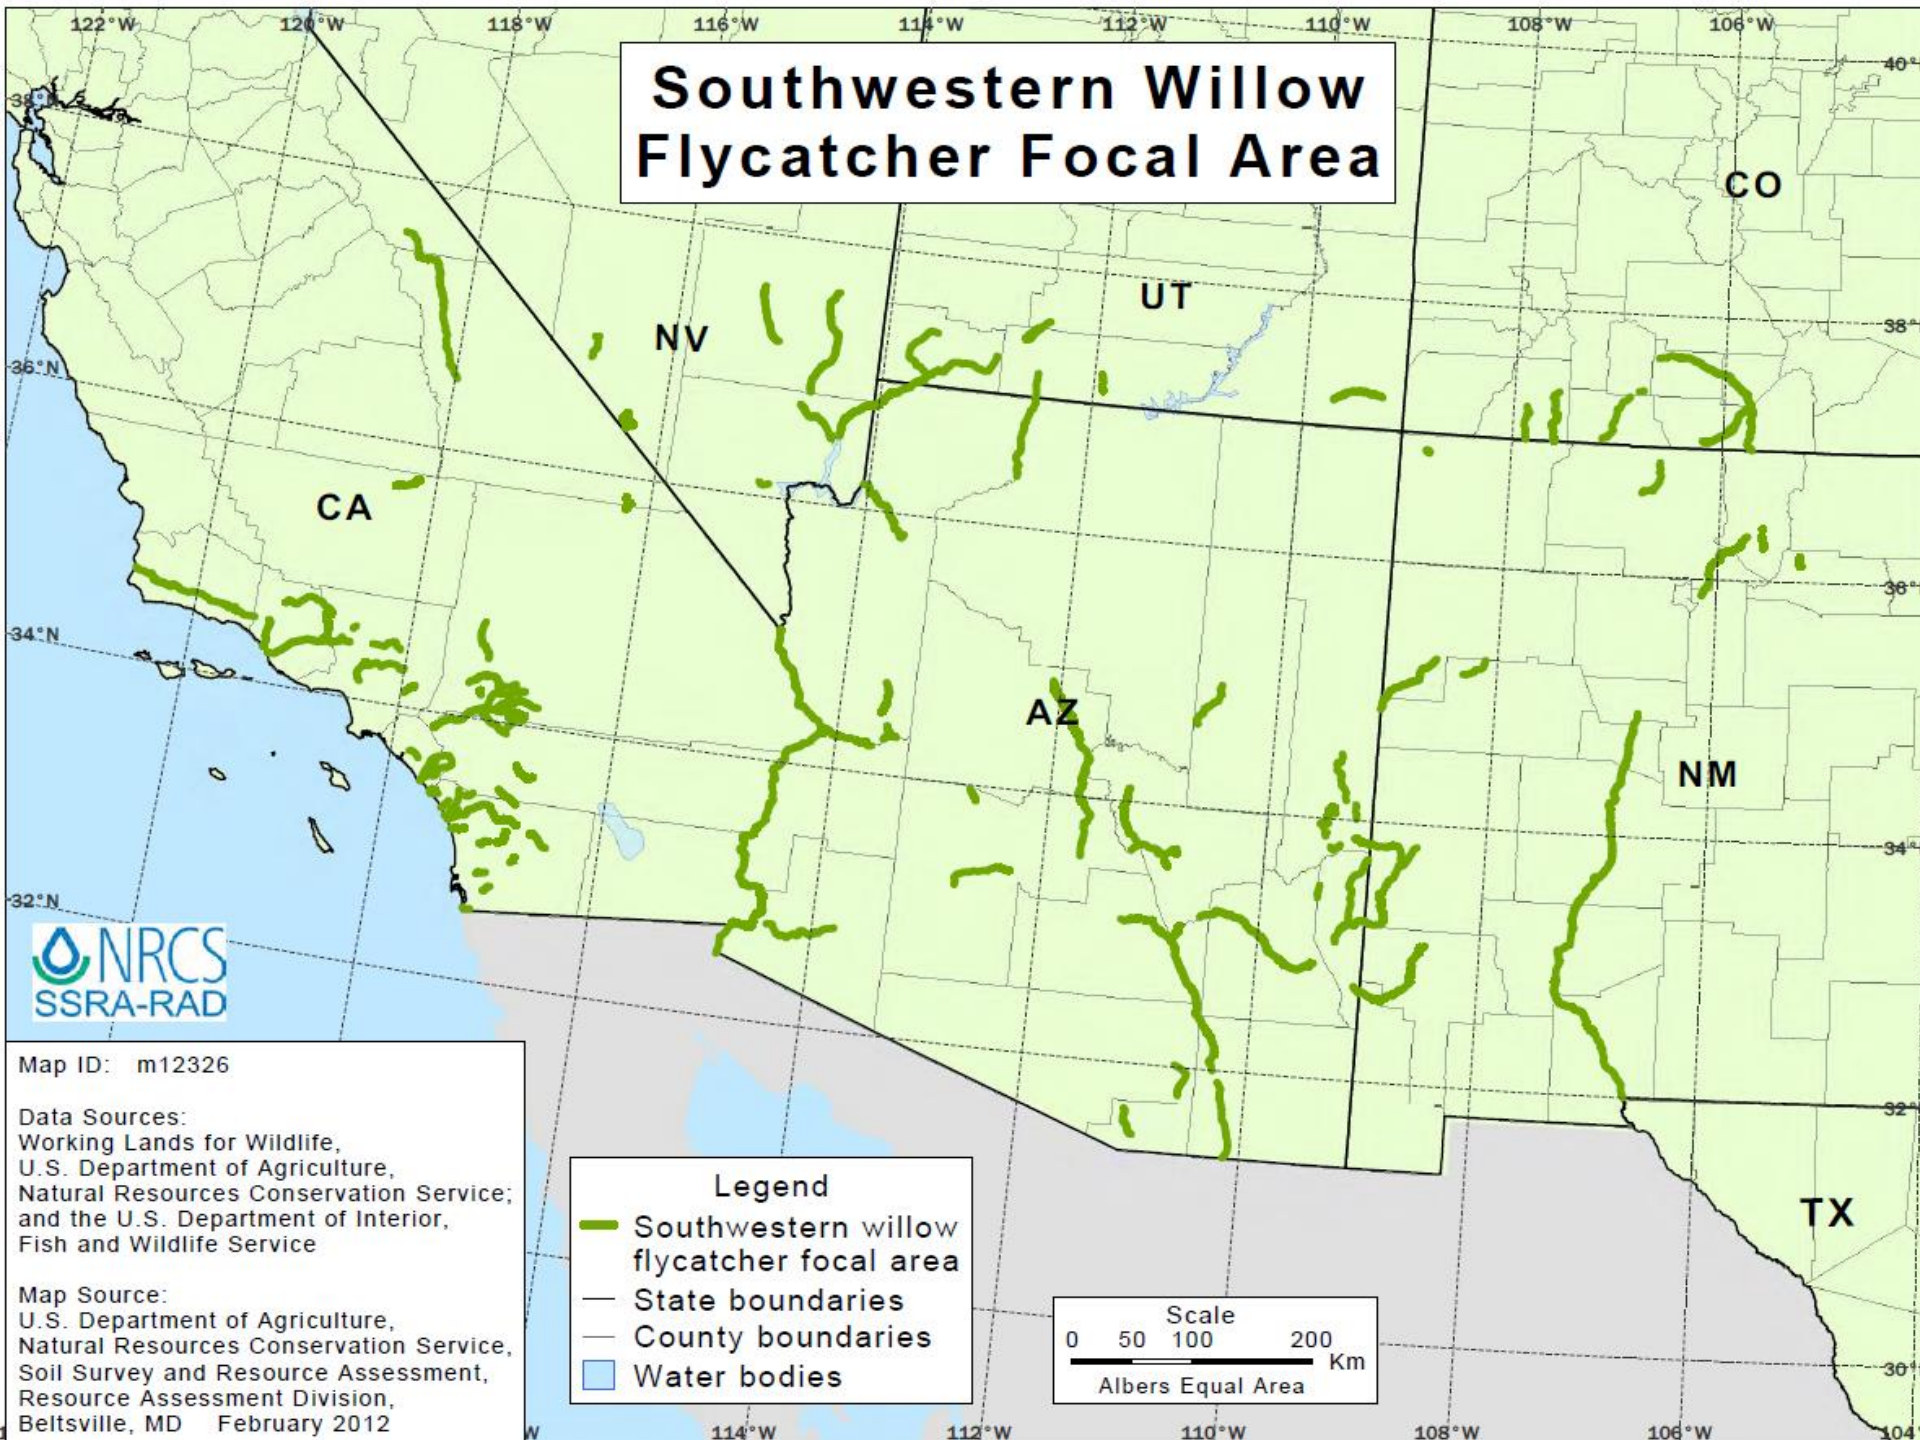 122°W 120°W 118°W 116°W 114°W 112°W 110°W 108°W 106°W
Southwestern Willow
Flycatcher Focal Area
40°
38°N
CO
UT
NV
38°
36°N
CA
36°
34°N
AZ
NM
34°
32°N
NRCS
SSRA-RAD
32°
Map ID: m12326
Data Sources:
Working Lands for Wildlife,
U.S. Department of Agriculture,
Natural Resources Conservation Service;
and the U.S. Department of Interior,
Fish and Wildlife Service
Map Source:
U.S. Department of Agriculture,
Natural Resources Conservation Service,
Soil Survey and Resource Assessment,
Resource Assessment Division,
Beltsville, MD February 2012
Legend
Southwestern willow
flycatcher focal area
State boundaries
County boundaries
Water bodies
TX
Scale
0 50 100 200
Km
Albers Equal Area
30°
114°W 112°W 110°W 108°W 106°W 104°